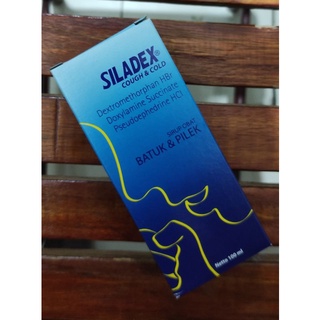 SILADEX®
COUGH & COLD
Dextromethorphan HBr
Doxylamine Succinate
Pseudoephedrine HCl
SIRUP OBAT
BATUK & PILEK
Netto 100 ml